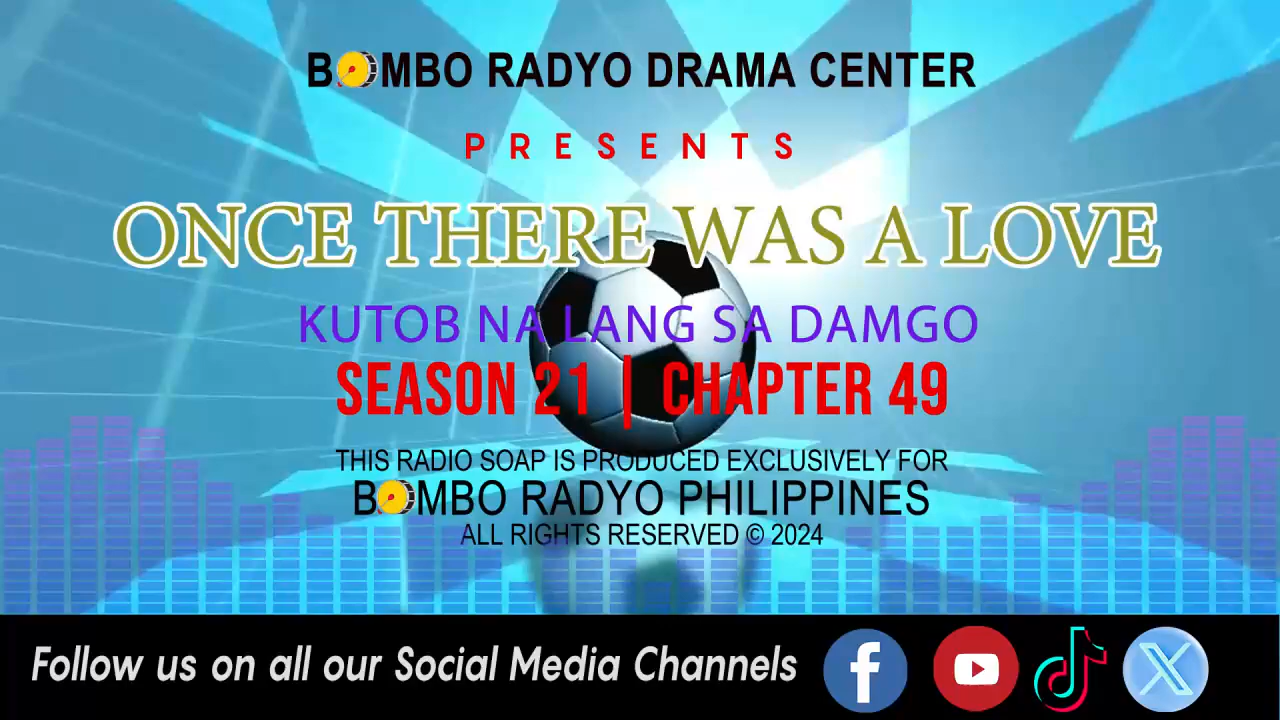 BOMBO RADYO DRAMA CENTER
PRESENTS
ONCE THERE WAS A LOVE
KUTOB NA LANG SA DAMGO
SEASON 21 | CHAPTER 49
THIS RADIO SOAP IS PRODUCED EXCLUSIVELY FOR
BOMBO RADYO PHILIPPINES
ALL RIGHTS RESERVED © 2024
Follow us on all our Social Media Channels